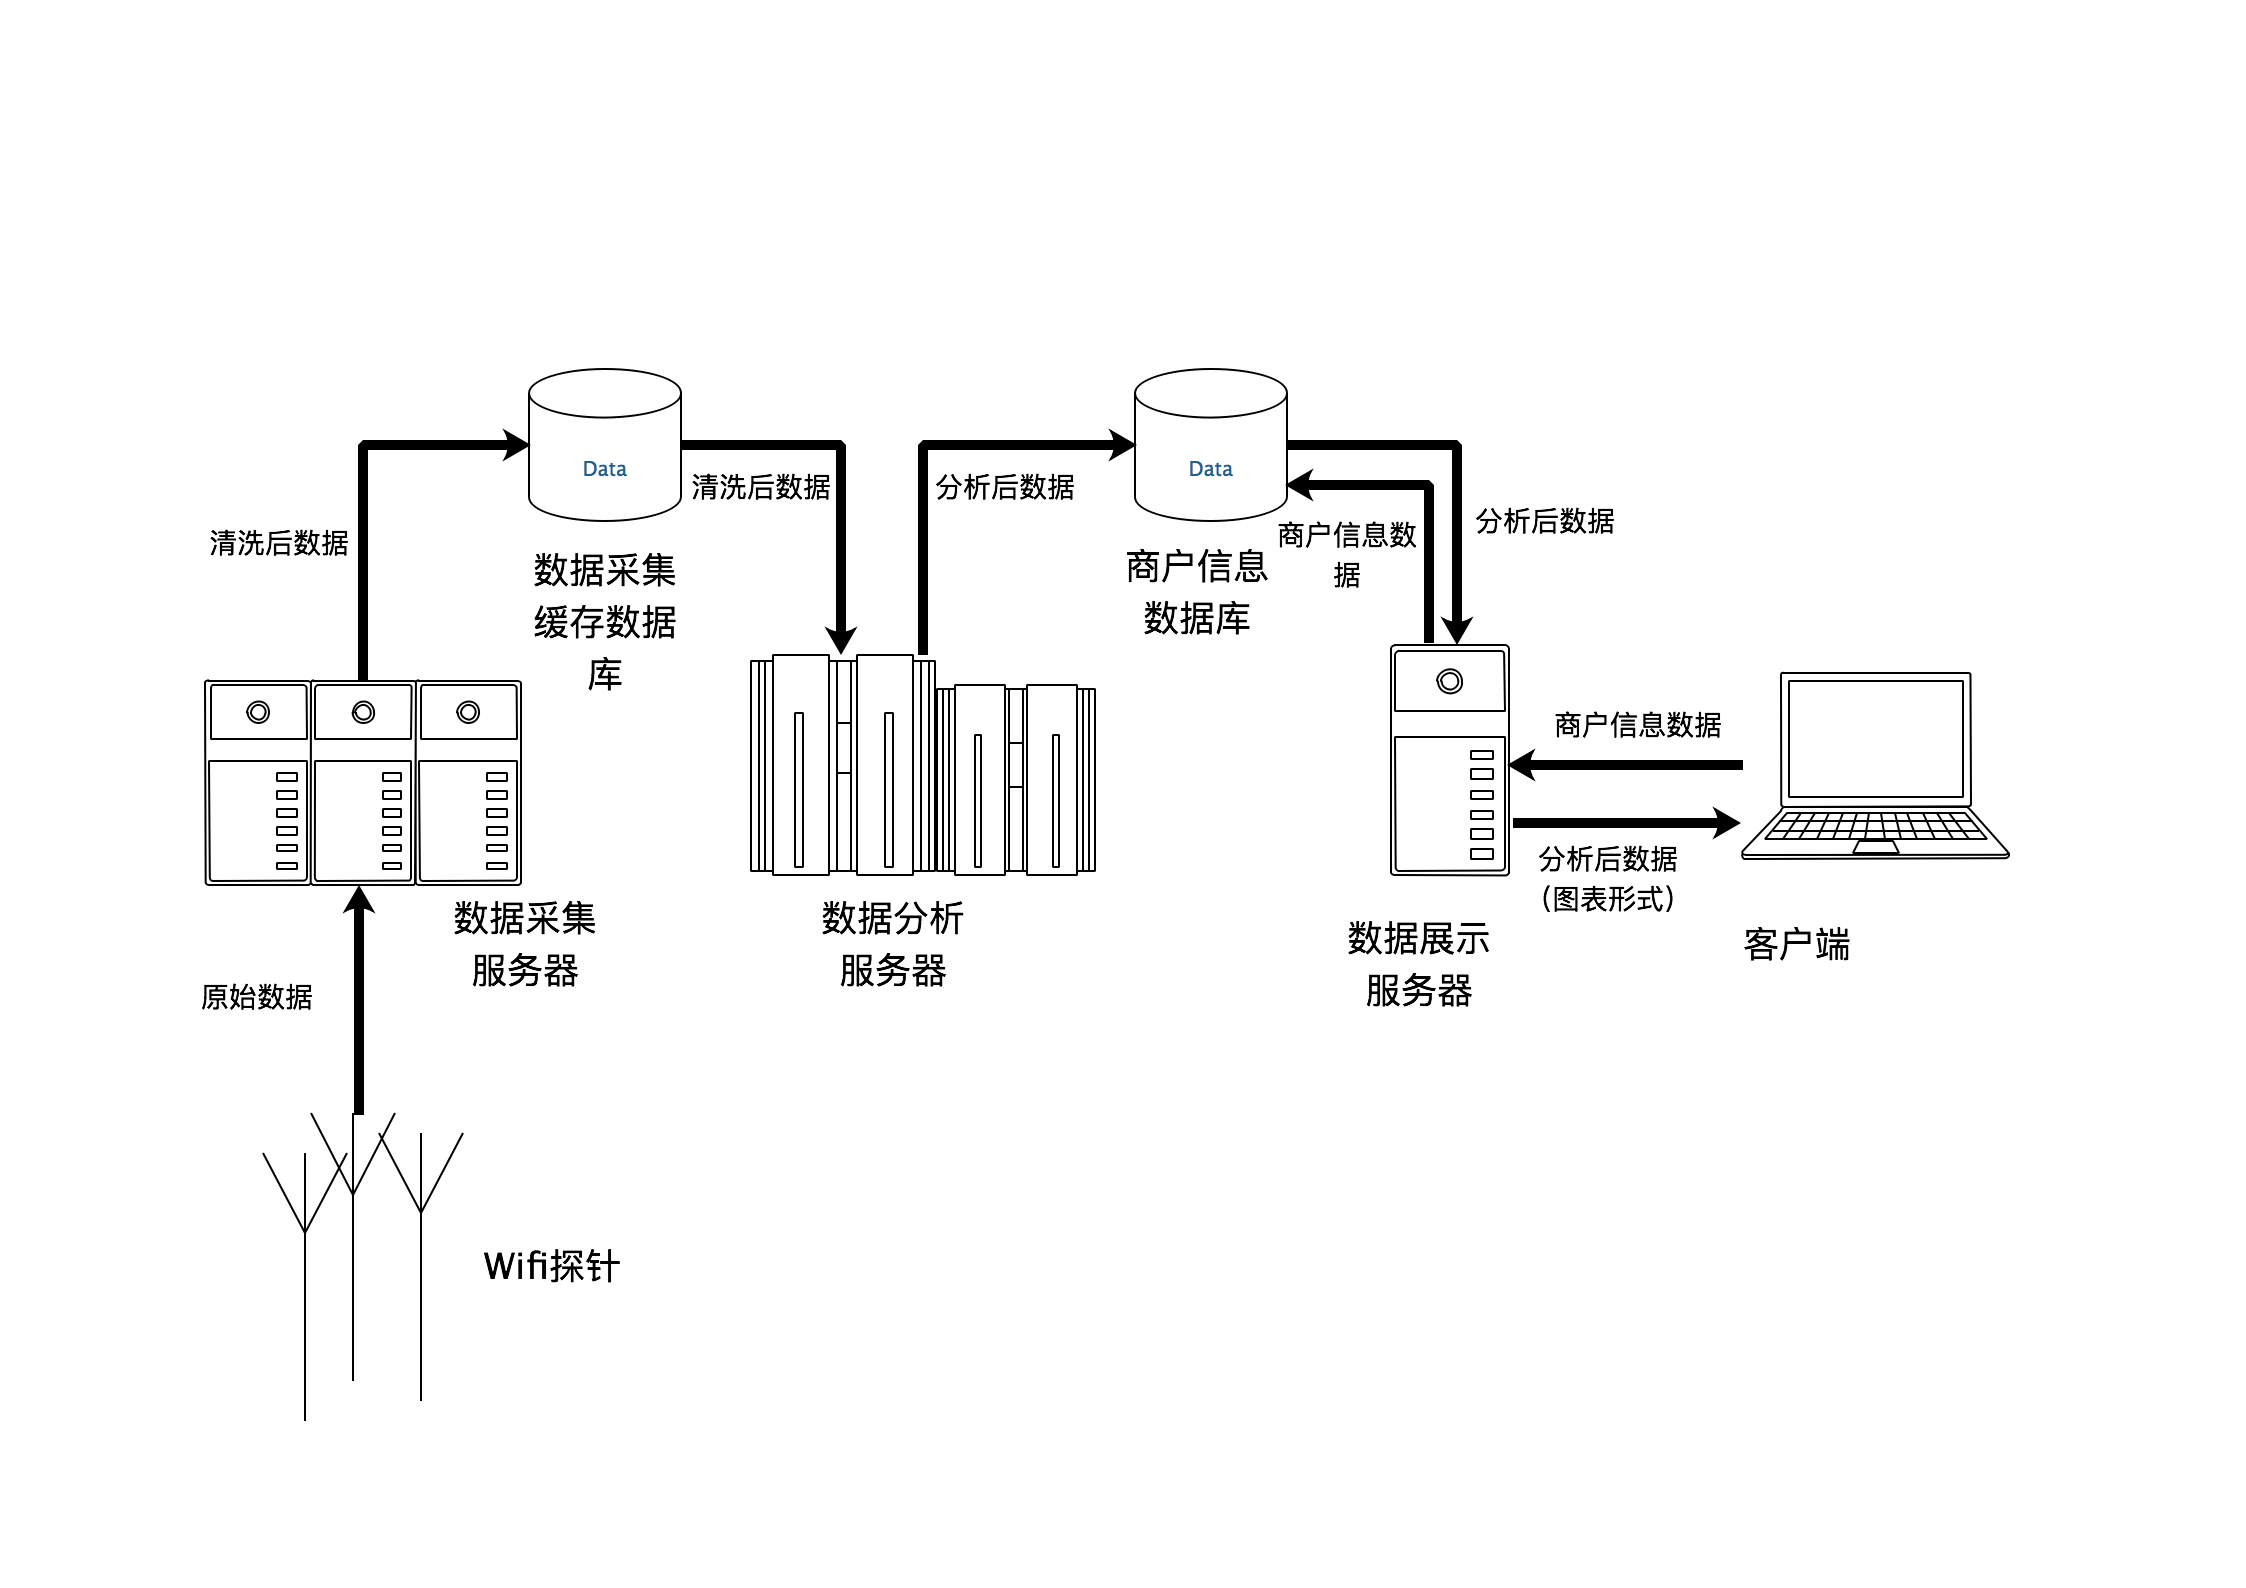 Data
Data
清洗后数据
分析后数据
清洗后数据
数据采集
缓存数据
库
商户信息
数据库
商户信息数
据
分析后数据
商户信息数据
分析后数据
(图表形式)
数据采集
服务器
数据分析
服务器
数据展示
服务器
客户端
原始数据
Wifi探针